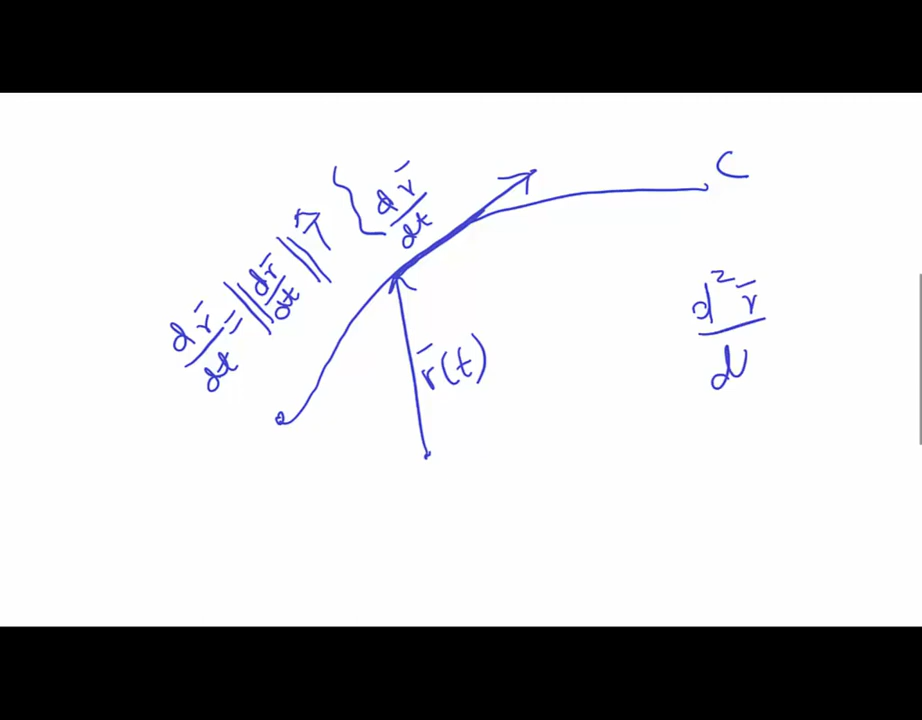 C
dr̄/dt
dr̄/dt = ||dr̄/dt|| T̂
r̄(t)
d²r̄/d